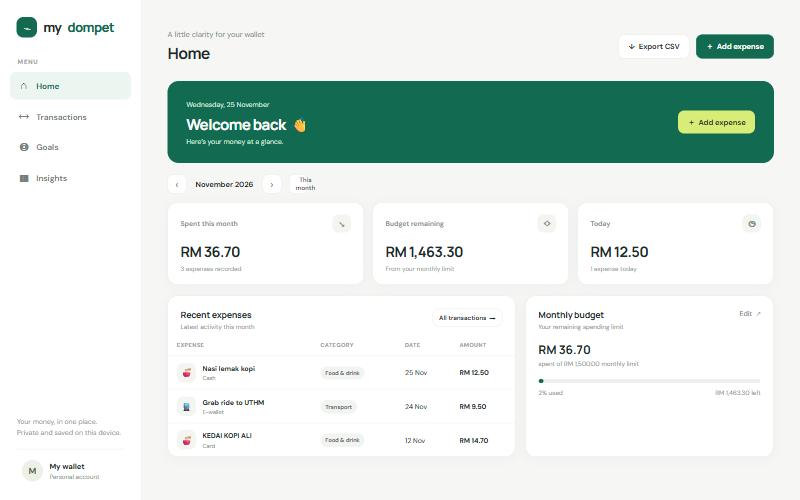 my dompet
MENU
Home
Transactions
Goals
Insights
Your money, in one place.
Private and saved on this device.
M
My wallet
Personal account
A little clarity for your wallet
Home
↓ Export CSV
+ Add expense
Wednesday, 25 November
Welcome back 👋
Here's your money at a glance.
+ Add expense
‹ November 2026 ›
This
month
Spent this month
RM 36.70
3 expenses recorded
Budget remaining
RM 1,463.30
From your monthly limit
Today
RM 12.50
1 expense today
Recent expenses
Latest activity this month
All transactions →
EXPENSE CATEGORY DATE AMOUNT
Nasi lemak kopi
Cash
Food & drink 25 Nov RM 12.50
Grab ride to UTHM
E-wallet
Transport 24 Nov RM 9.50
KEDAI KOPI ALI
Card
Food & drink 12 Nov RM 14.70
Monthly budget
Your remaining spending limit
Edit ↗
RM 36.70
spent of RM 1,500.00 monthly limit
2% used
RM 1,463.30 left